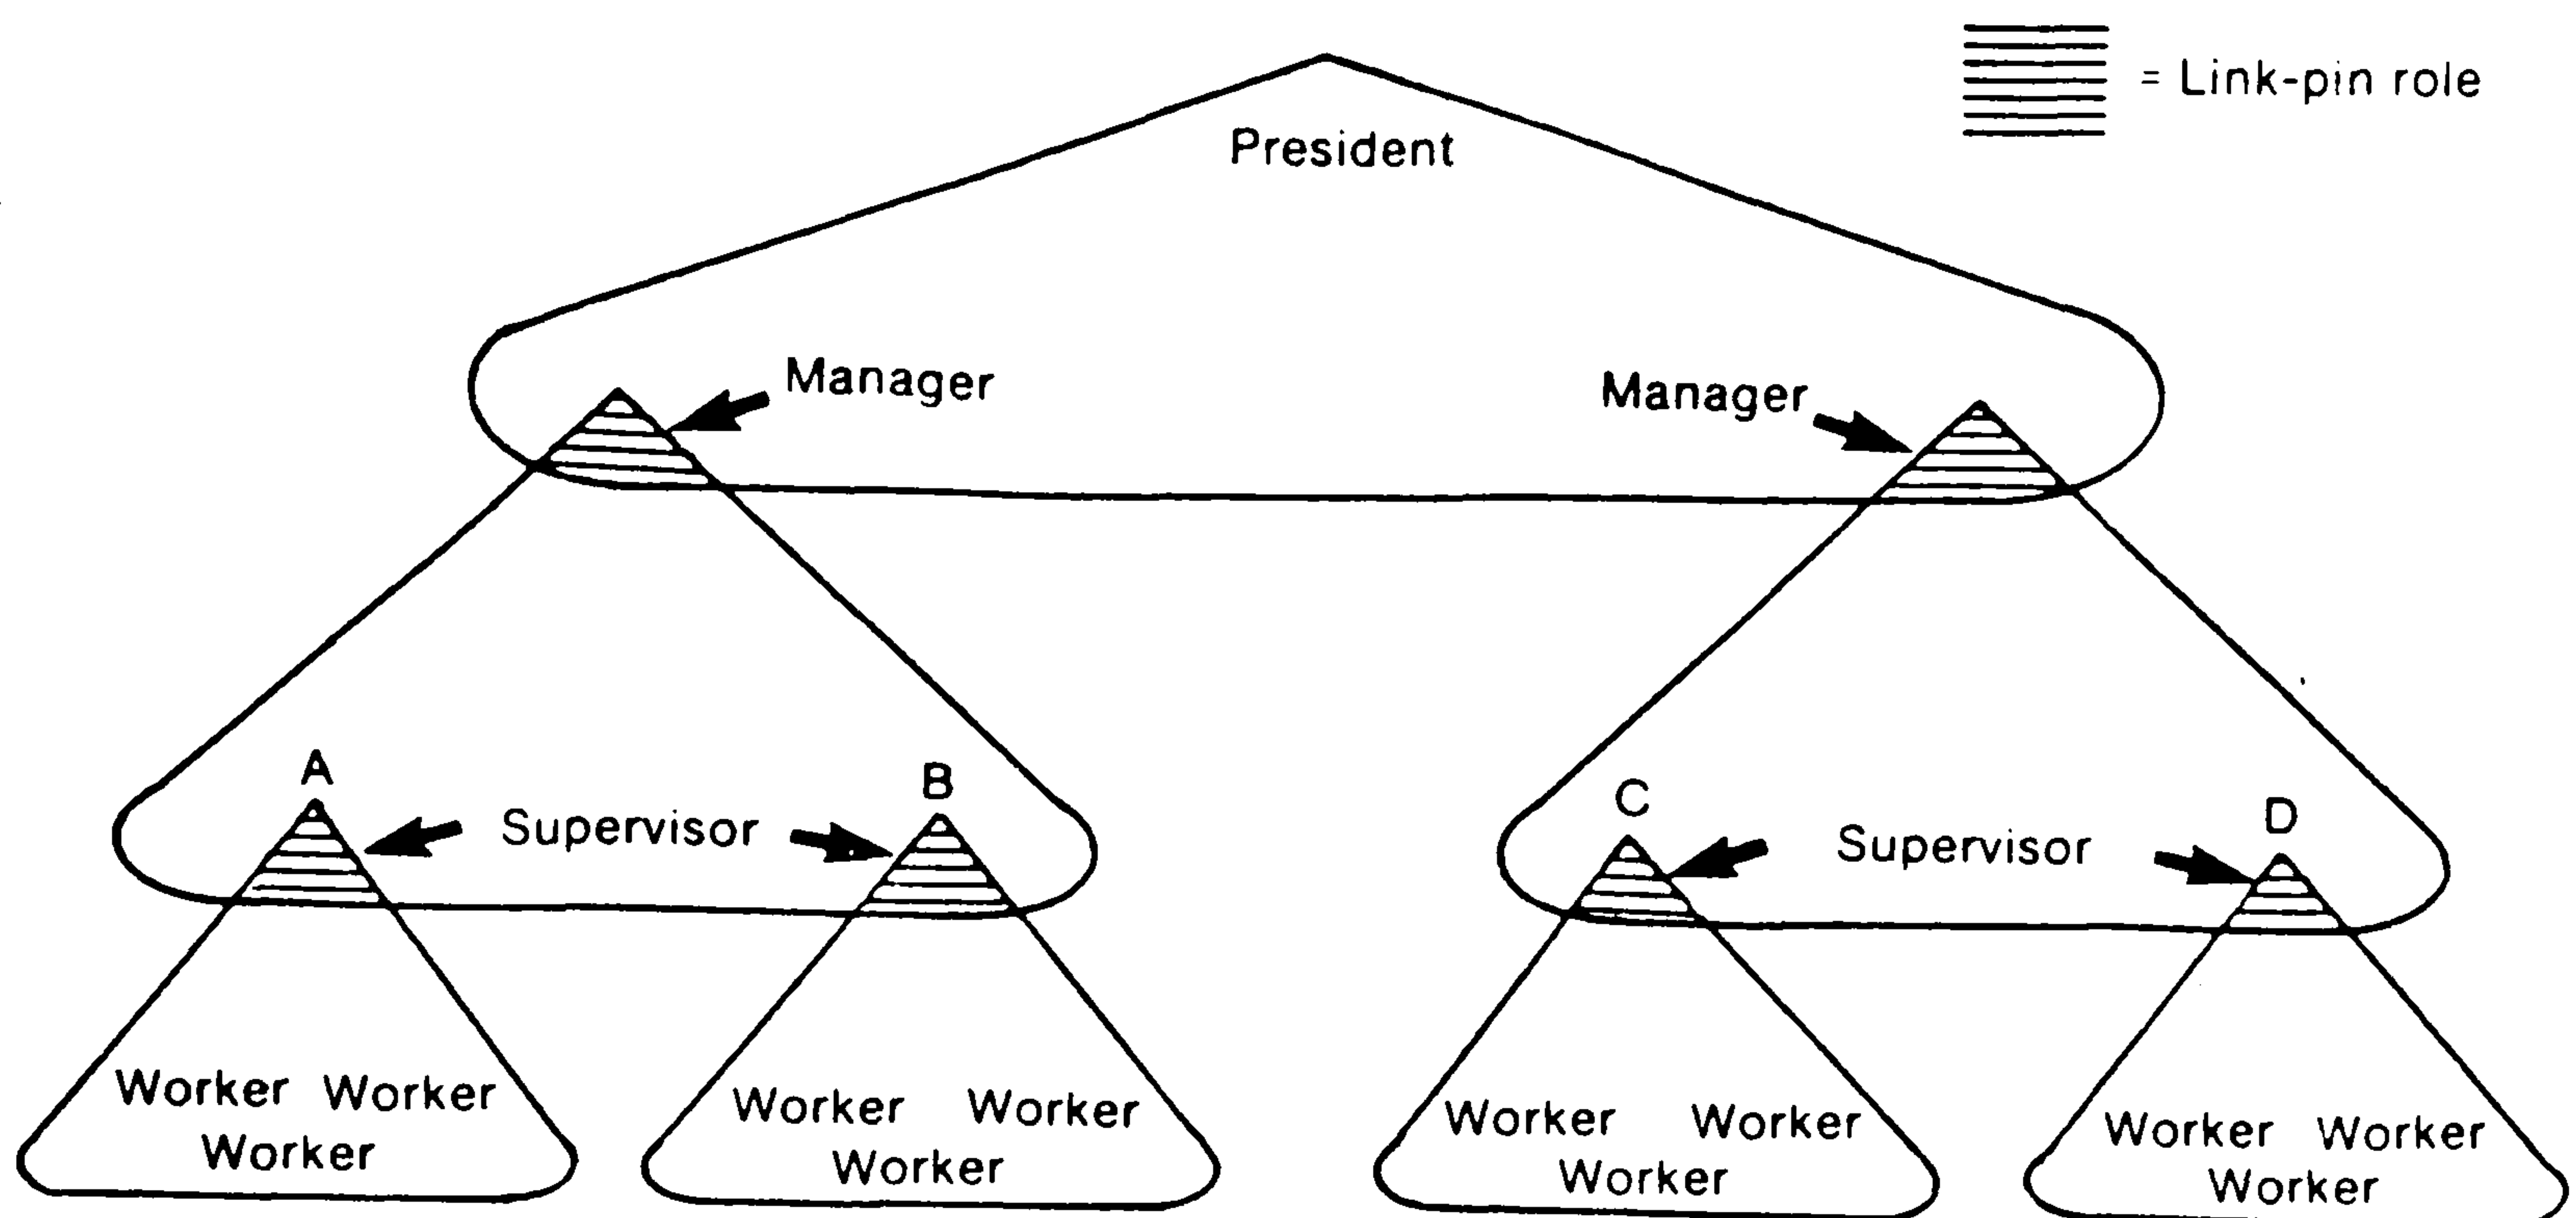 = Link-pin role
President
Manager
Manager
A
B
C
D
Supervisor
Supervisor
Worker Worker
Worker
Worker Worker
Worker
Worker Worker
Worker
Worker Worker
Worker